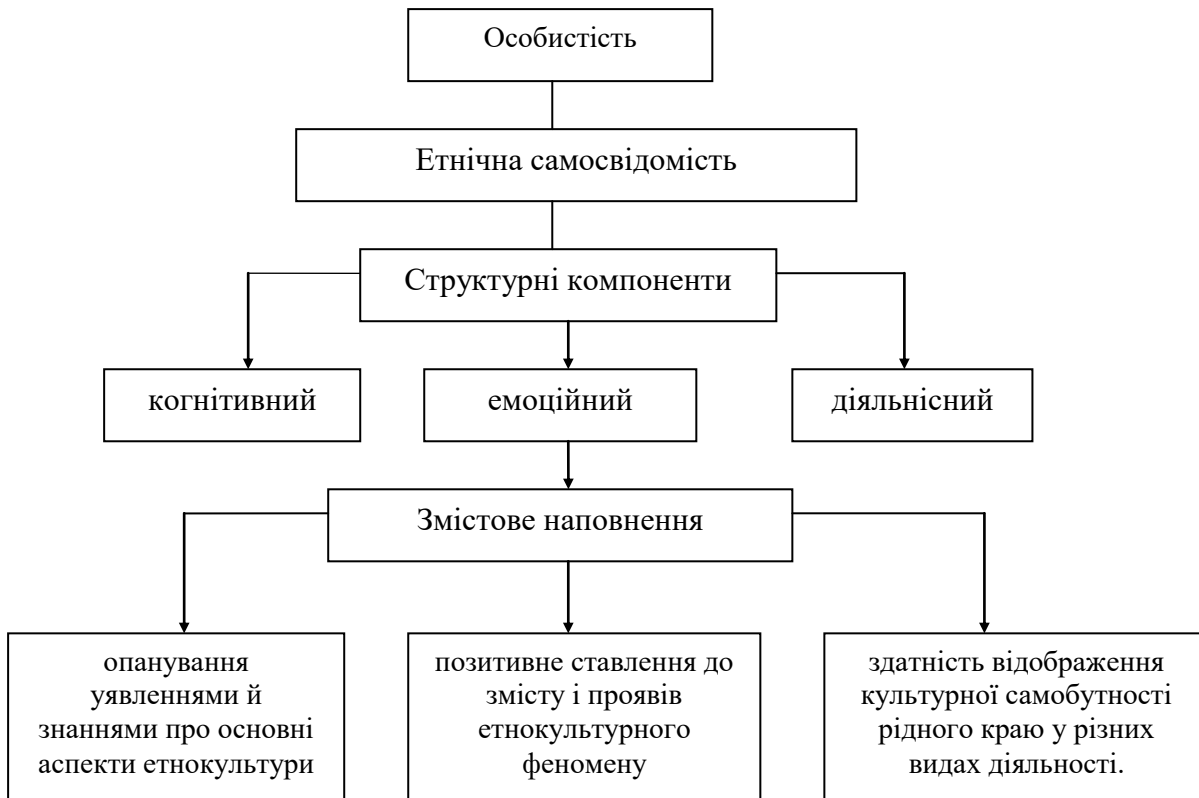 Особистість
Етнічна самосвідомість
Структурні компоненти
когнітивний
емоційний
діяльнісний
Змістове наповнення
опанування
уявленнями й
знаннями про основні
аспекти етнокультури
позитивне ставлення до
змісту і проявів
етнокультурного
феномену
здатність відображення
культурної самобутності
рідного краю у різних
видах діяльності.